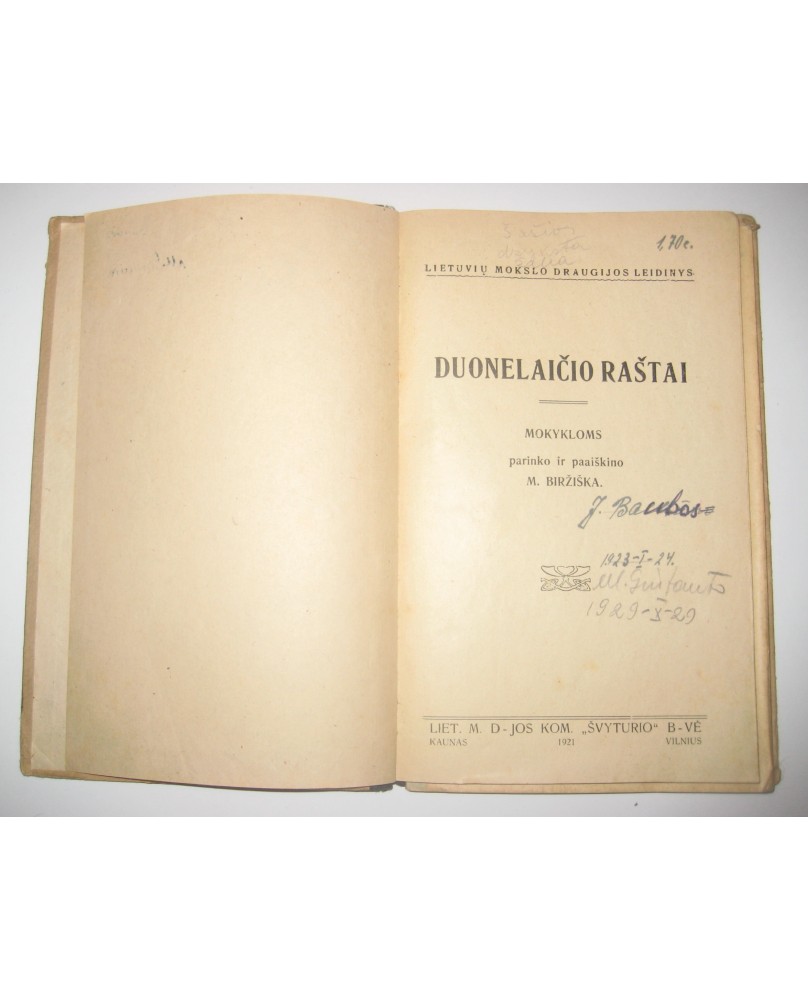 1,70 c.
LIETUVIŲ MOKSLO DRAUGIJOS LEIDINYS.
DUONELAIČIO RAŠTAI
MOKYKLOMS
parinko ir paaiškino
M. BIRŽIŠKA.
J.
1923-I-24.
M.
1929-X-29
LIET. M. D-JOS KOM. „ŠVYTURIO“ B-VĖ
KAUNAS 1921 VILNIUS